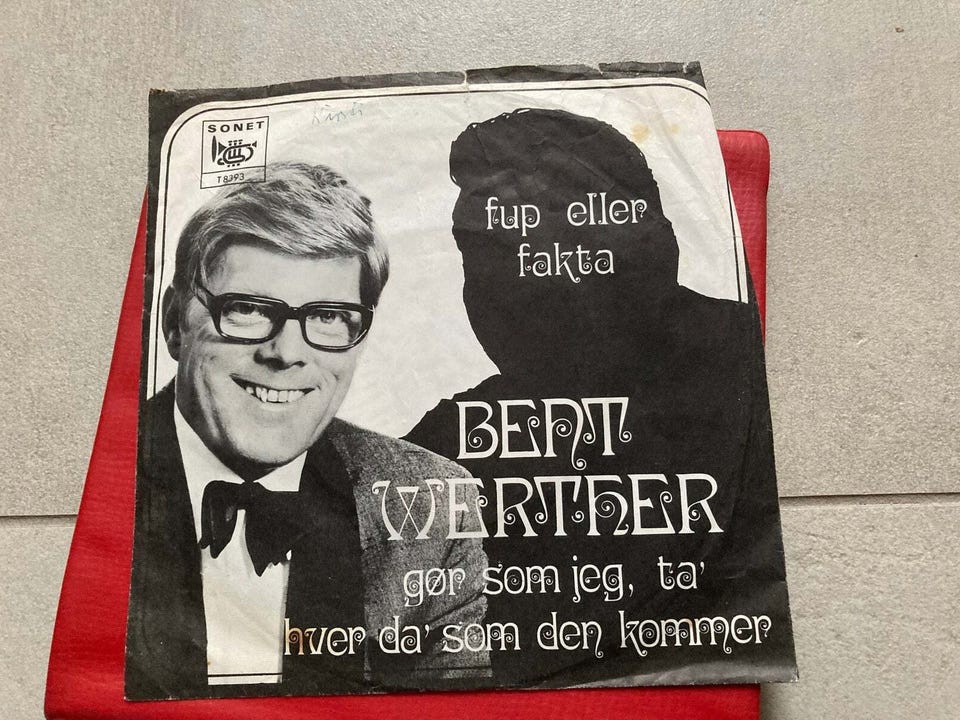 SONET
T 8393
fup eller
fakta
BENT
WERTHER
gør som jeg, ta'
hver da' som den kommer